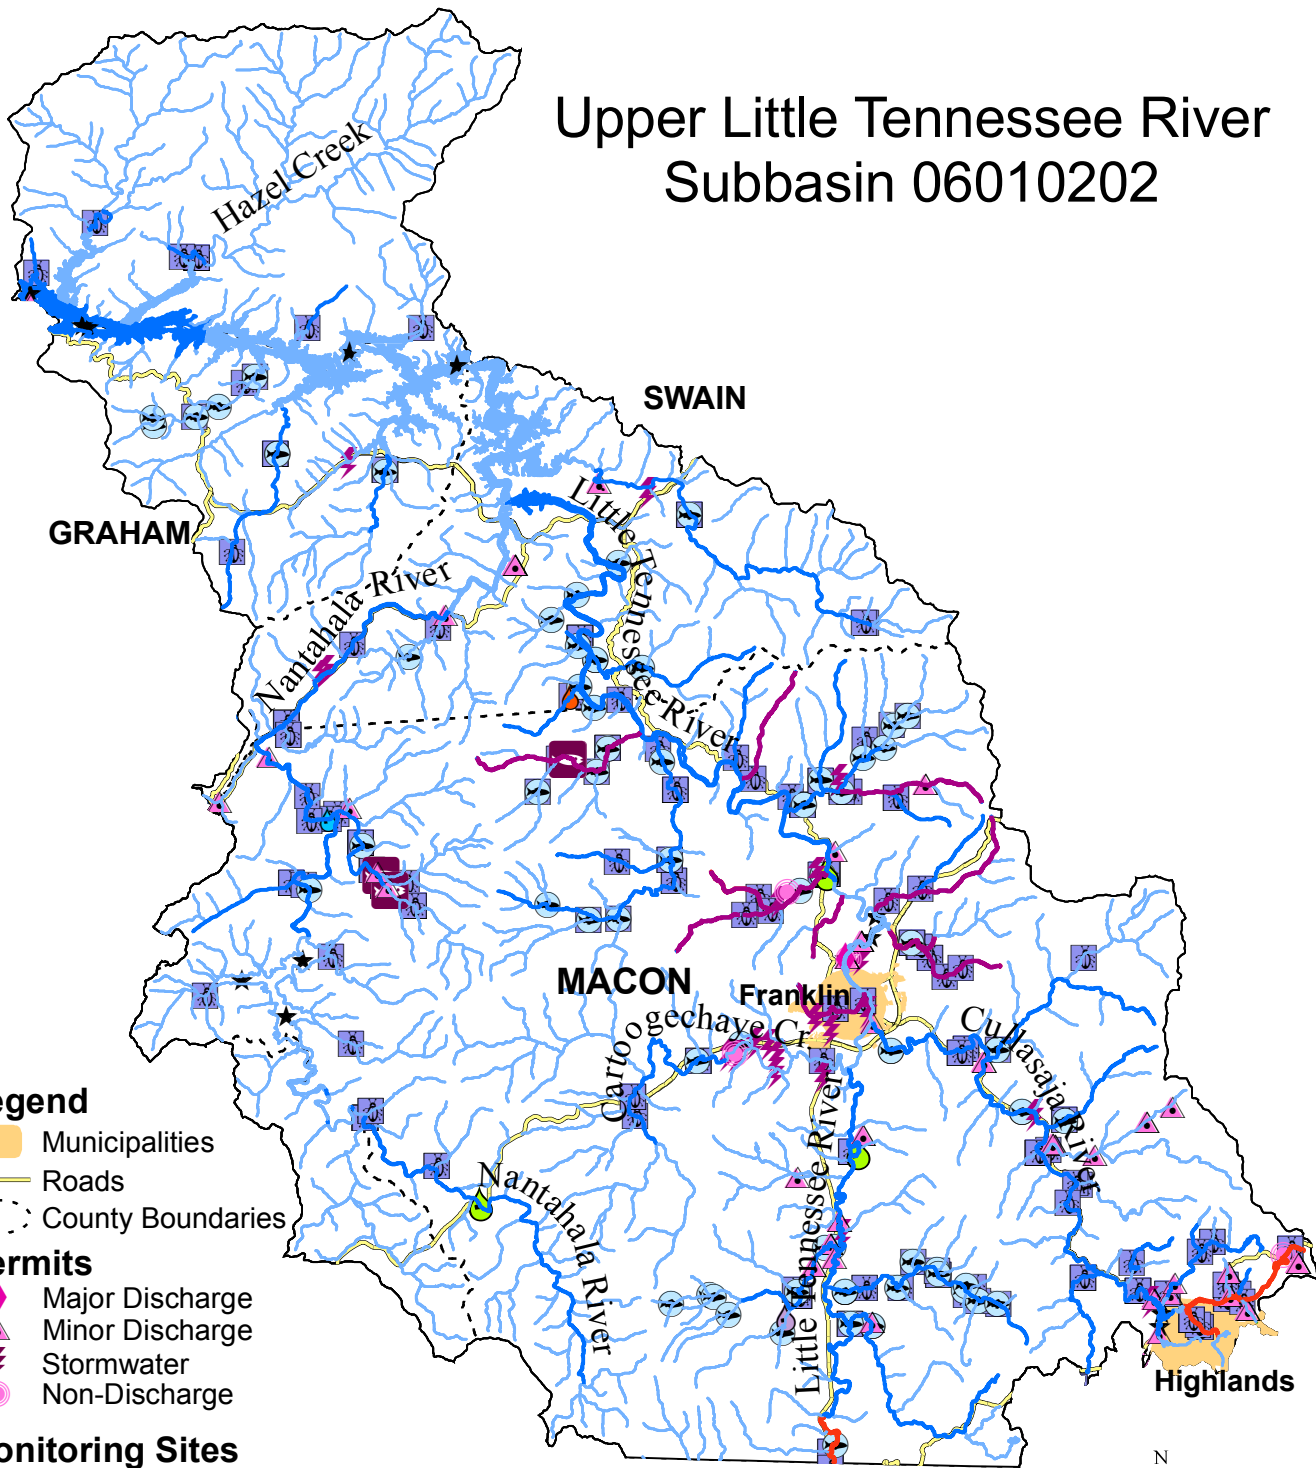 Upper Little Tennessee River
Subbasin 06010202
Hazel Creek
SWAIN
GRAHAM
Little Tennessee River
Nantahala River
MACON
Franklin
Cartoogechaye Cr
Cullasaja River
Little Tennessee River
Nantahala River
Highlands
egend
Municipalities
Roads
County Boundaries
ermits
Major Discharge
Minor Discharge
Stormwater
Non-Discharge
onitoring Sites
N